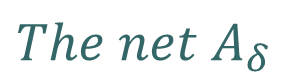 The net A_δ